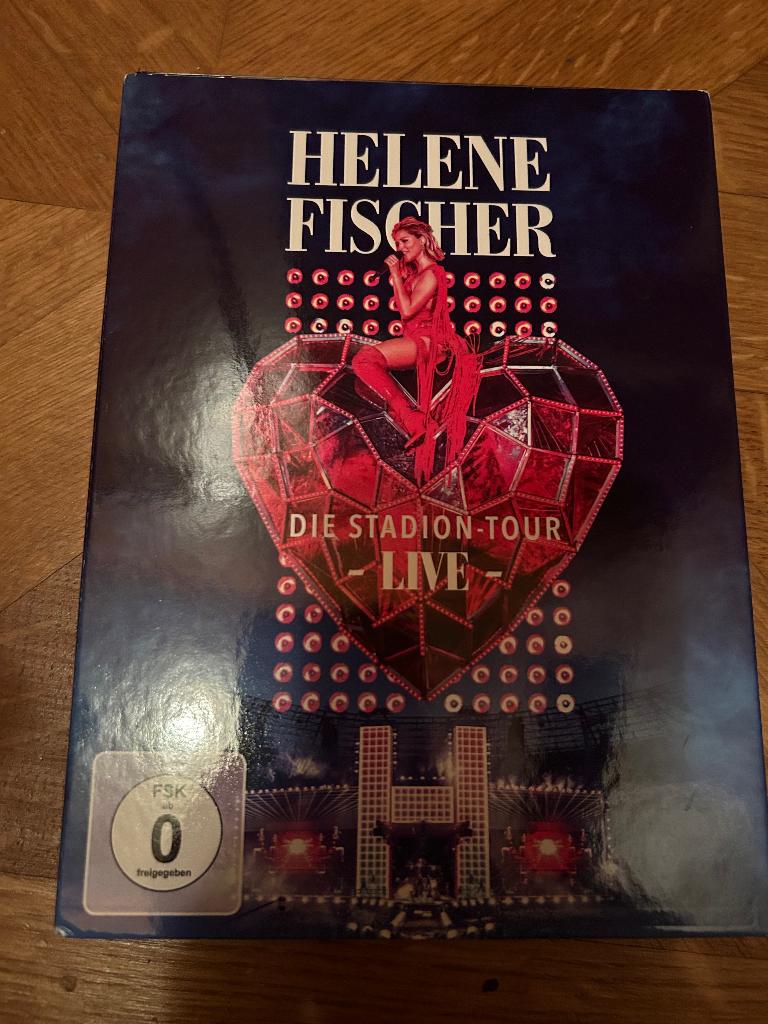 HELENE
FISCHER
DIE STADION-TOUR
- LIVE -
FSK
ab
0
freigegeben